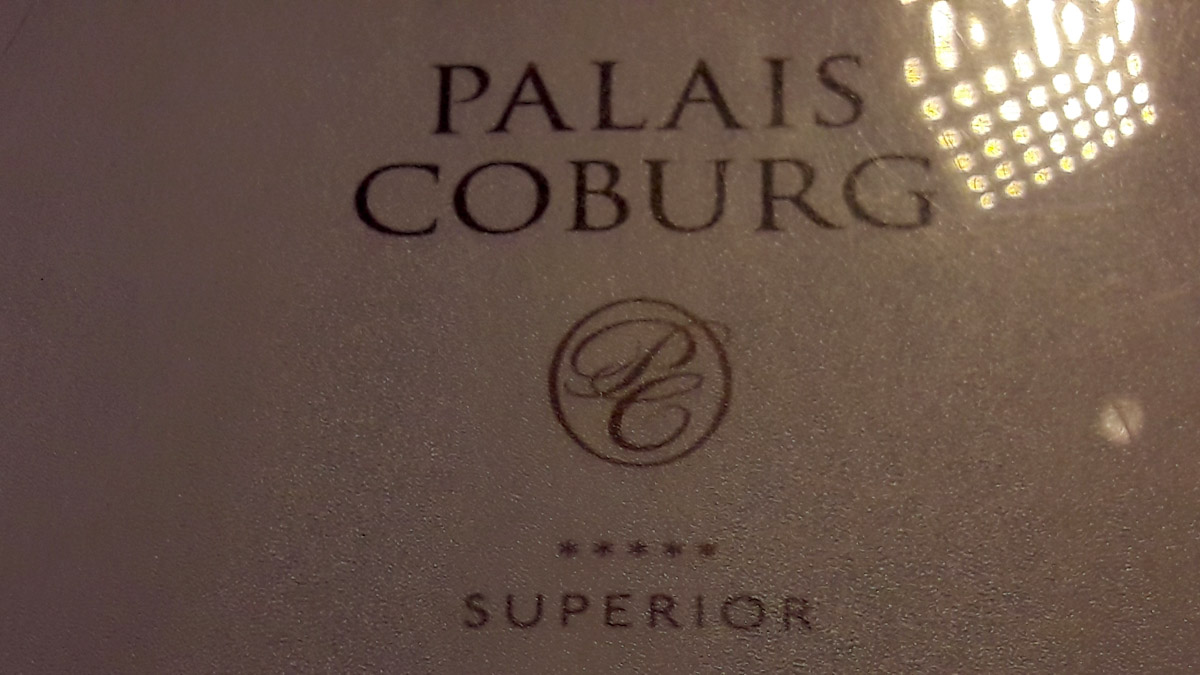 PALAIS
COBURG
PC
*****
SUPERIOR